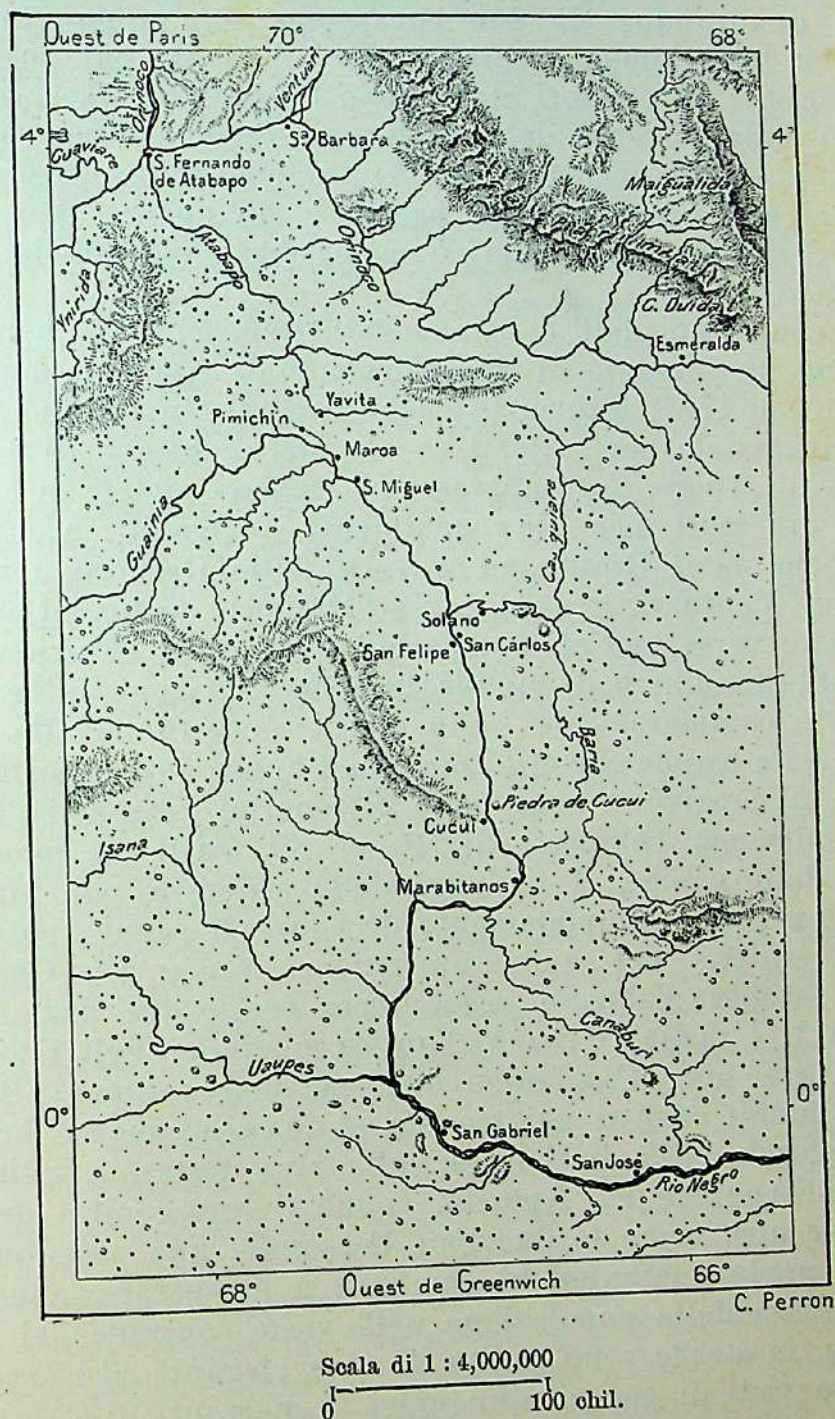 Ouest de Paris 70° 68°
4° 4°
Orinoco
Ventuari
Guaviare
Sª Barbara
S. Fernando
de Atabapo
Maigualida
Orinoco
Atabapo
Ynirida
C. Duida
Esmeralda
Yavita
Pimichin
Maroa
S. Miguel
Guainia
Casiquiare
Solano
San Cárlos
San Felipe
Baria
Piedra de Cucui
Cucui
Isana
Marabitanos
Canaburi
Uaupes
0° 0°
San Gabriel
San José
Rio Negro
68° Ouest de Greenwich 66°
C. Perron
Scala di 1 : 4,000,000
0 100 chil.